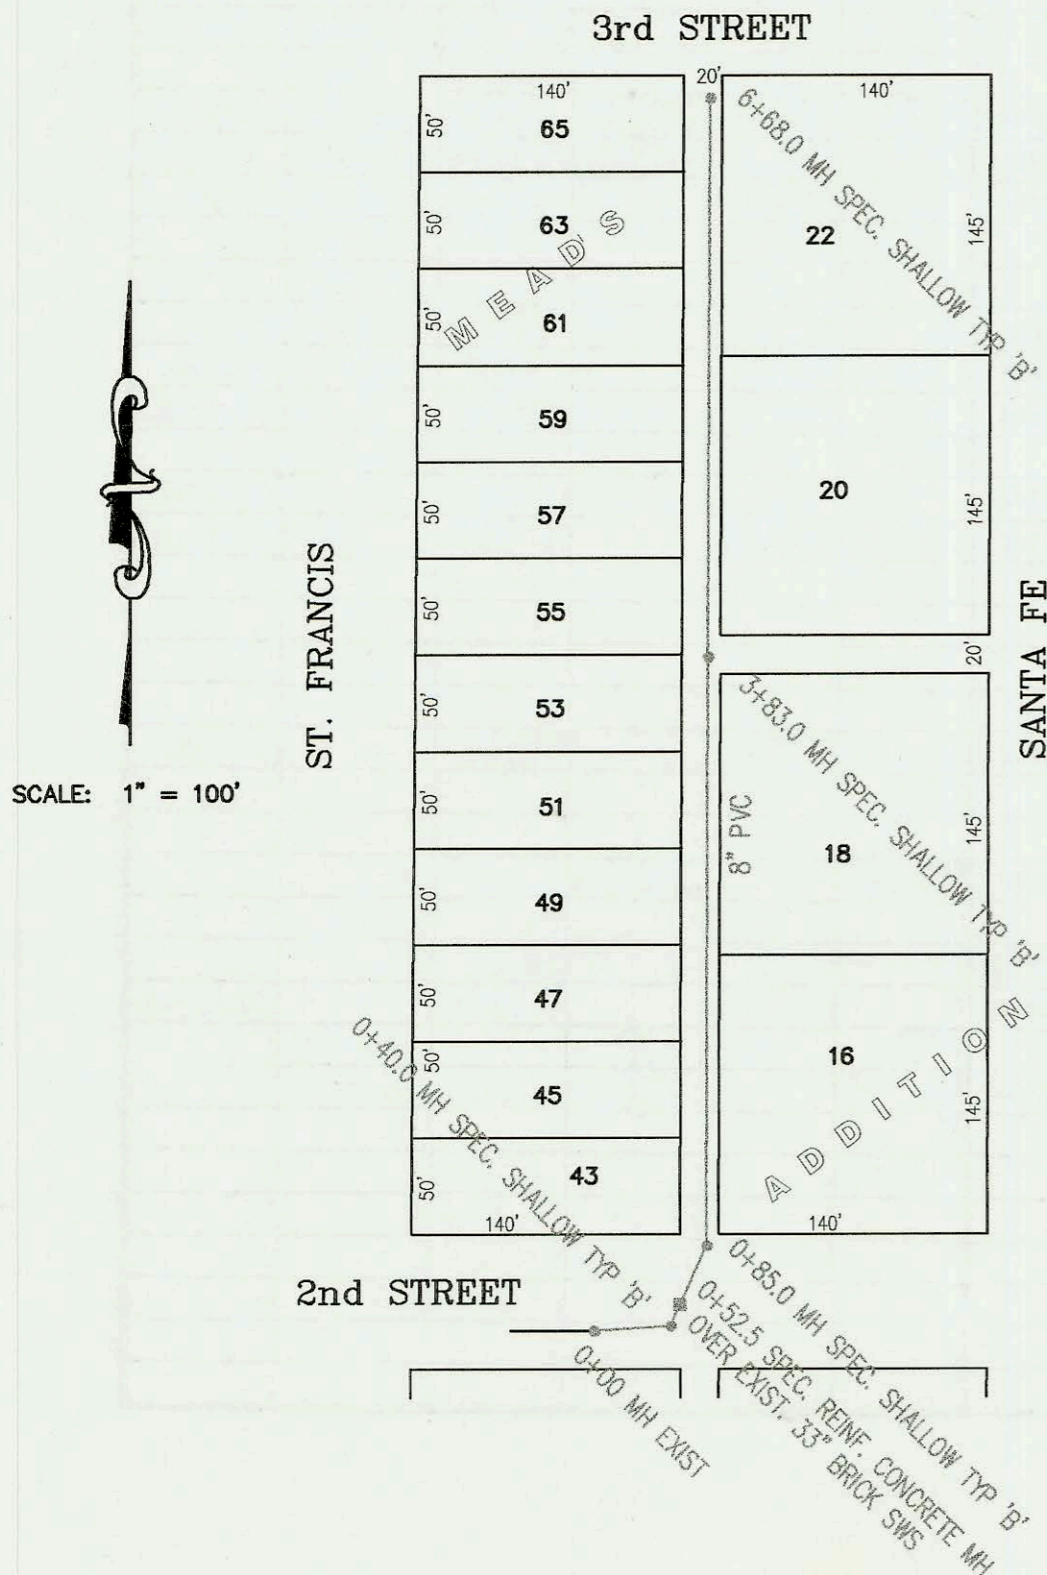 3rd STREET
20'
140'
140'
50'
65
6+68.0 MH SPEC. SHALLOW TYP 'B'
50'
63
22
145'
MEADS
50'
61
50'
59
50'
57
20
145'
ST. FRANCIS
50'
55
SANTA FE
20'
50'
53
3+83.0 MH SPEC. SHALLOW TYP 'B'
SCALE: 1" = 100'
50'
51
8" PVC
18
145'
50'
49
50'
47
0+40.0 MH SPEC. SHALLOW TYP 'B'
50'
45
16
145'
ADDITION
50'
43
140'
140'
2nd STREET
0+85.0 MH SPEC. SHALLOW TYP 'B'
0+52.5 SPEC. REINF. CONCRETE MH
OVER EXIST. 33" BRICK SWS
0+00 MH EXIST